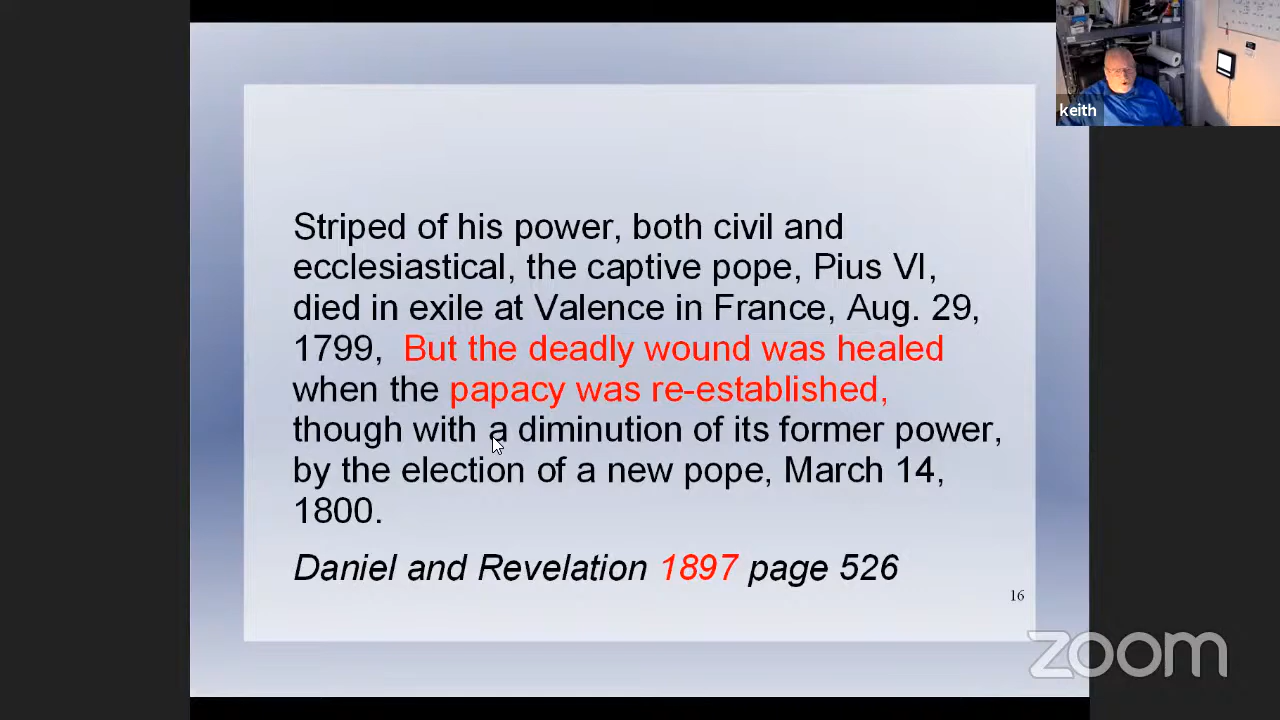 keith
Striped of his power, both civil and
ecclesiastical, the captive pope, Pius VI,
died in exile at Valence in France, Aug. 29,
1799,  But the deadly wound was healed
when the papacy was re-established,
though with a diminution of its former power,
by the election of a new pope, March 14,
1800.
Daniel and Revelation 1897 page 526
16
zoom